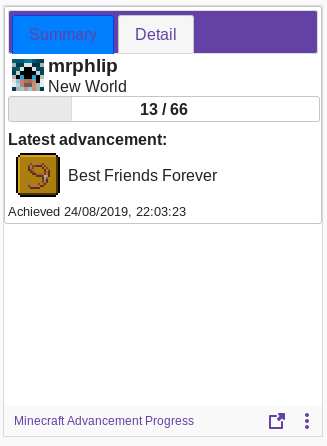 Summary
Detail
mrphlip
New World
13 / 66
Latest advancement:
Best Friends Forever
Achieved 24/08/2019, 22:03:23
Minecraft Advancement Progress